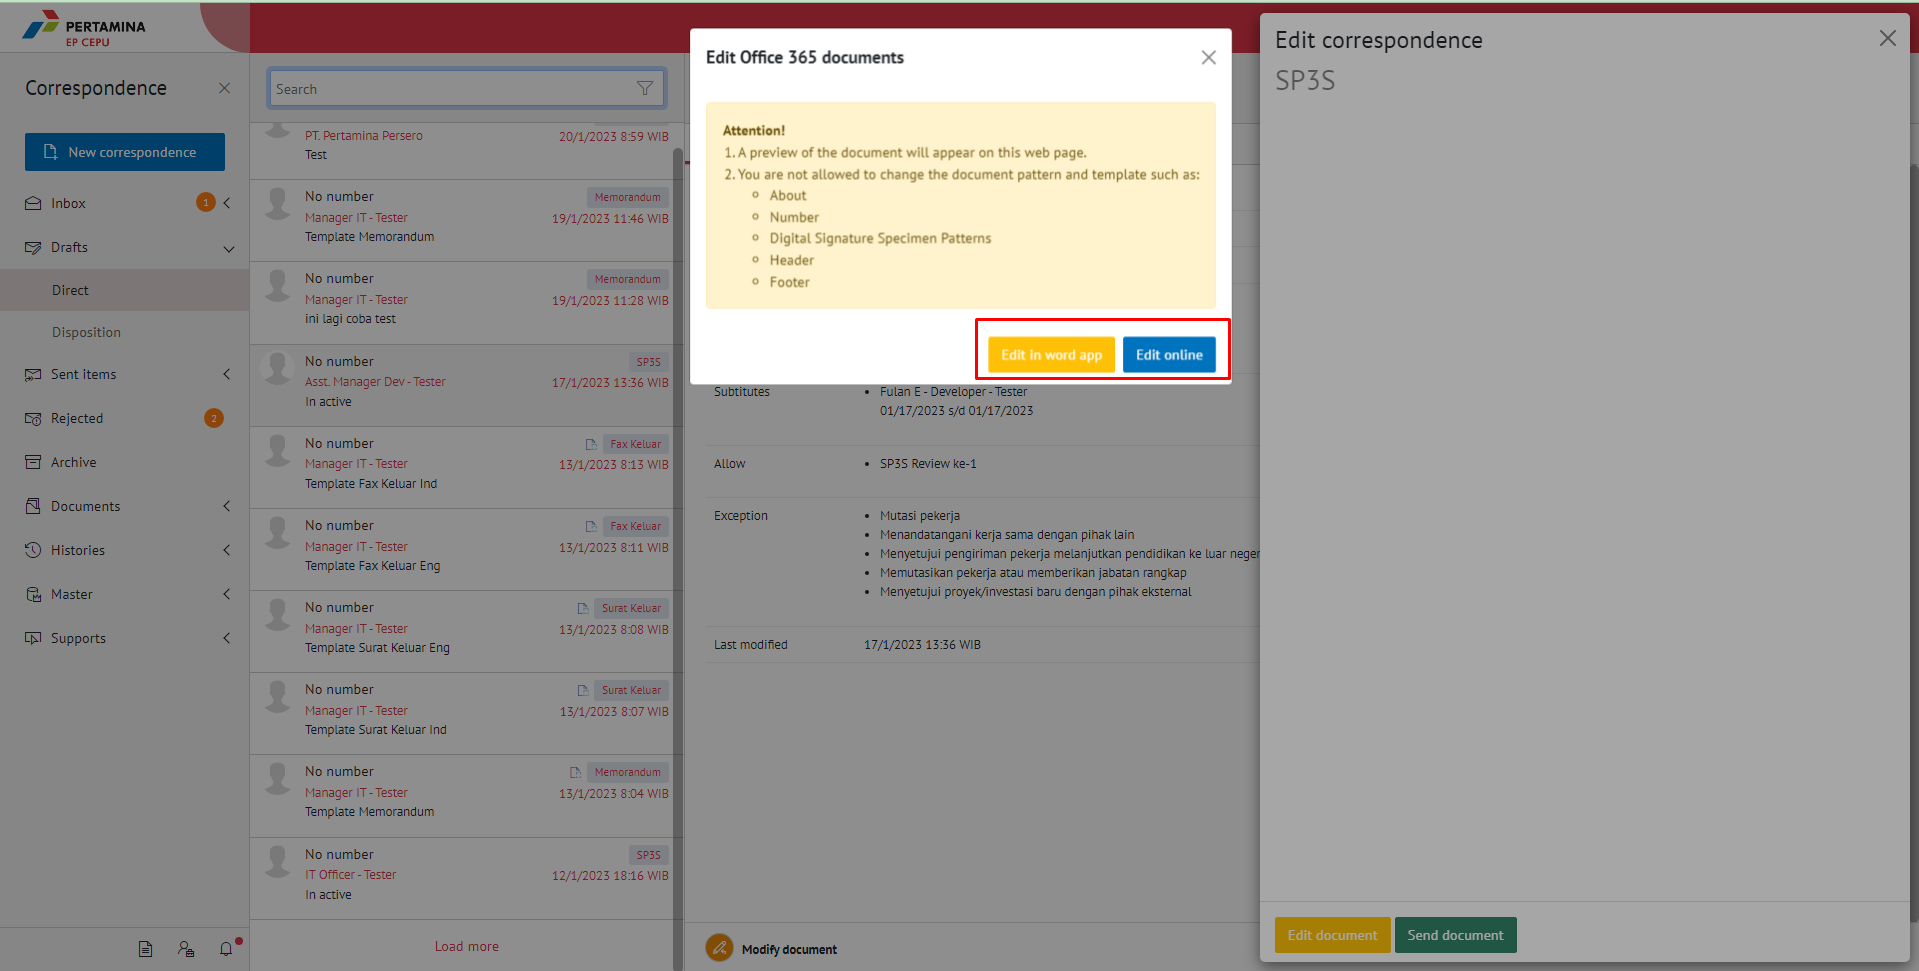 PERTAMINA
EP CEPU
Correspondence
New correspondence
Inbox
1
Drafts
Direct
Disposition
Sent items
Rejected
2
Archive
Documents
Histories
Master
Supports
Search
PT. Pertamina Persero
20/1/2023 8:59 WIB
Test
No number
Memorandum
Manager IT - Tester
19/1/2023 11:46 WIB
Template Memorandum
No number
Memorandum
Manager IT - Tester
19/1/2023 11:28 WIB
ini lagi coba test
No number
SP3S
Asst. Manager Dev - Tester
17/1/2023 13:36 WIB
In active
No number
Fax Keluar
Manager IT - Tester
13/1/2023 8:13 WIB
Template Fax Keluar Ind
No number
Fax Keluar
Manager IT - Tester
13/1/2023 8:11 WIB
Template Fax Keluar Eng
No number
Surat Keluar
Manager IT - Tester
13/1/2023 8:08 WIB
Template Surat Keluar Eng
No number
Surat Keluar
Manager IT - Tester
13/1/2023 8:07 WIB
Template Surat Keluar Ind
No number
Memorandum
Manager IT - Tester
13/1/2023 8:04 WIB
Template Memorandum
No number
SP3S
IT Officer - Tester
12/1/2023 18:16 WIB
In active
Load more
Edit Office 365 documents
Attention!
1. A preview of the document will appear on this web page.
2. You are not allowed to change the document pattern and template such as:
About
Number
Digital Signature Specimen Patterns
Header
Footer
Edit in word app
Edit online
Subtitutes
• Fulan E - Developer - Tester
01/17/2023 s/d 01/17/2023
Allow
• SP3S Review ke-1
Exception
• Mutasi pekerja
• Menandatangani kerja sama dengan pihak lain
• Menyetujui pengiriman pekerja melanjutkan pendidikan ke luar neger
• Memutasikan pekerja atau memberikan jabatan rangkap
• Menyetujui proyek/investasi baru dengan pihak eksternal
Last modified
17/1/2023 13:36 WIB
Modify document
Edit correspondence
SP3S
Edit document
Send document